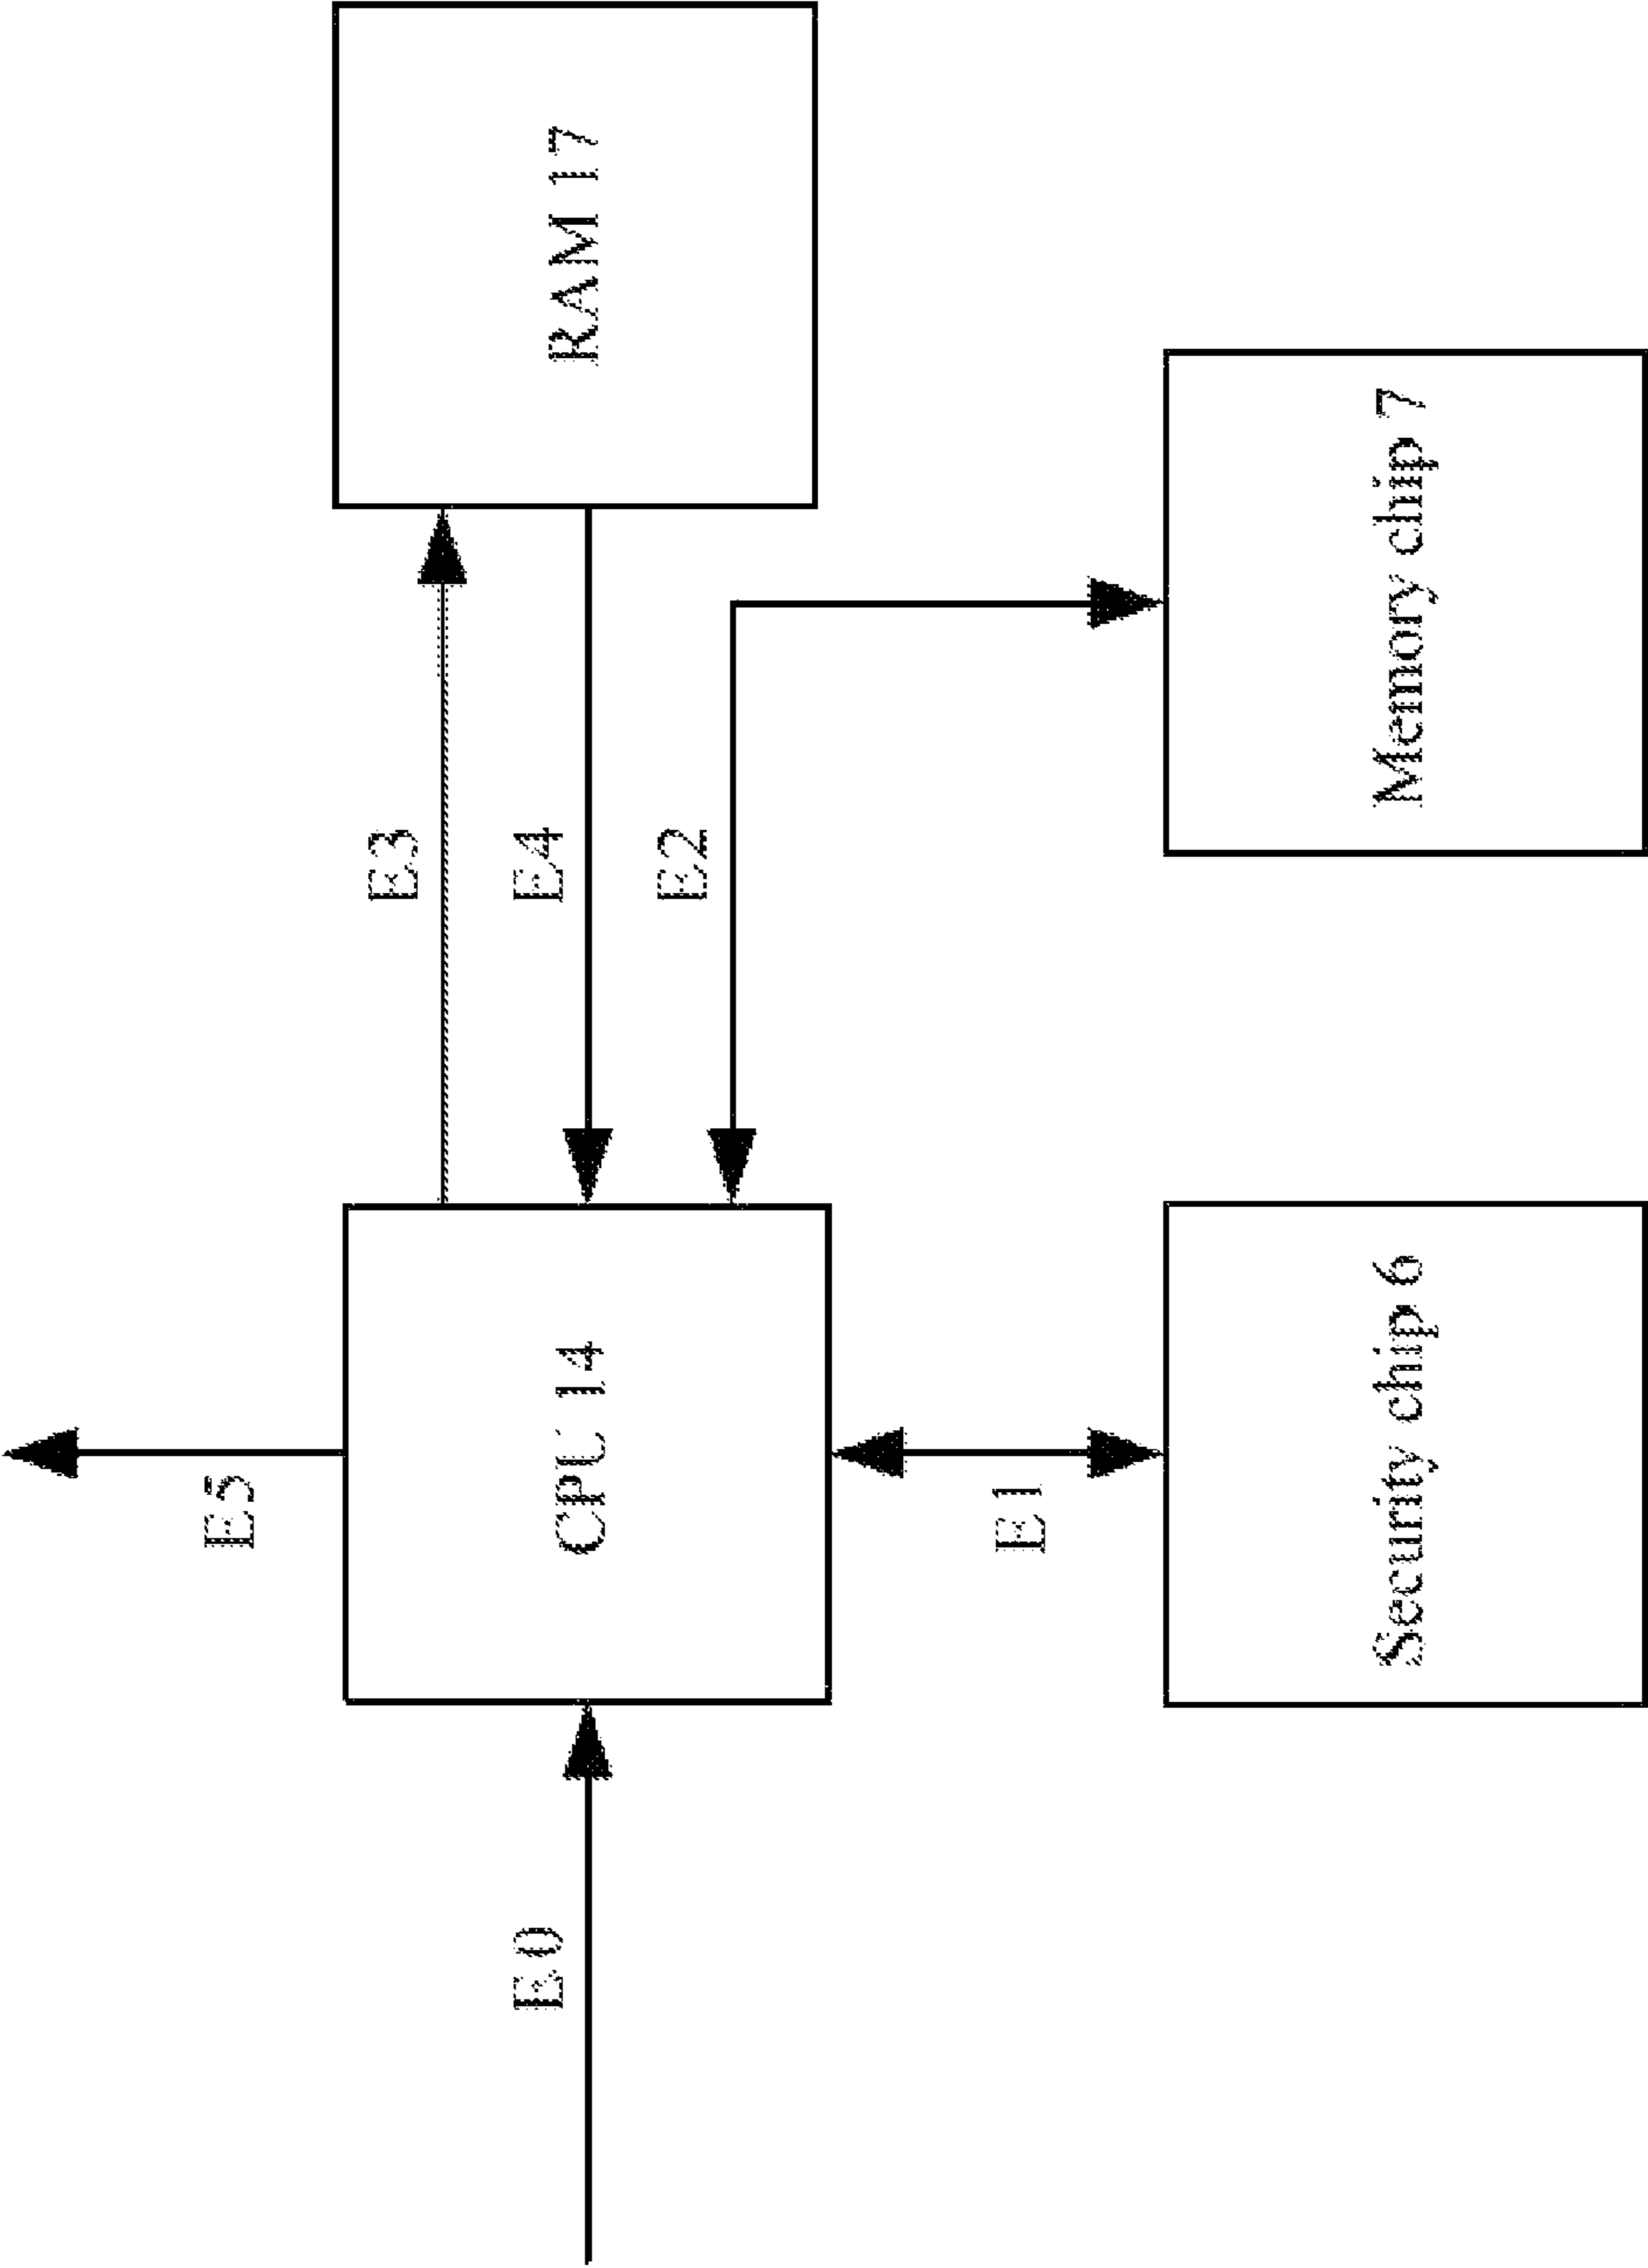 E5
E3
E0
E4
CPU 14
RAM 17
E2
E1
Security chip 6
Memory chip 7